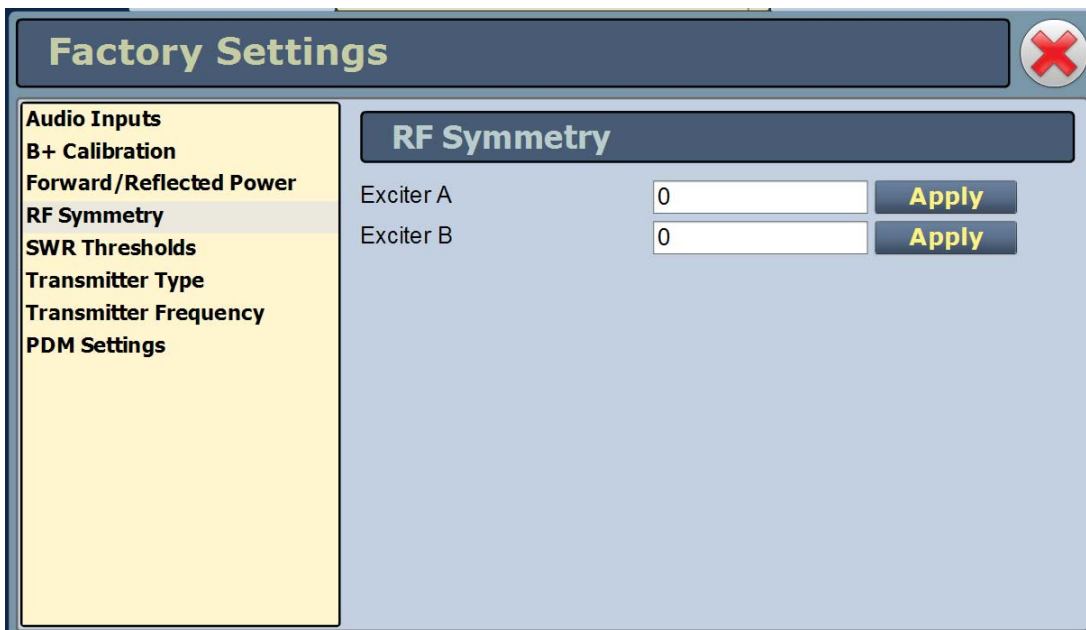 Factory Settings
Audio Inputs
B+ Calibration
Forward/Reflected Power
RF Symmetry
SWR Thresholds
Transmitter Type
Transmitter Frequency
PDM Settings
RF Symmetry
Exciter A 0 Apply
Exciter B 0 Apply